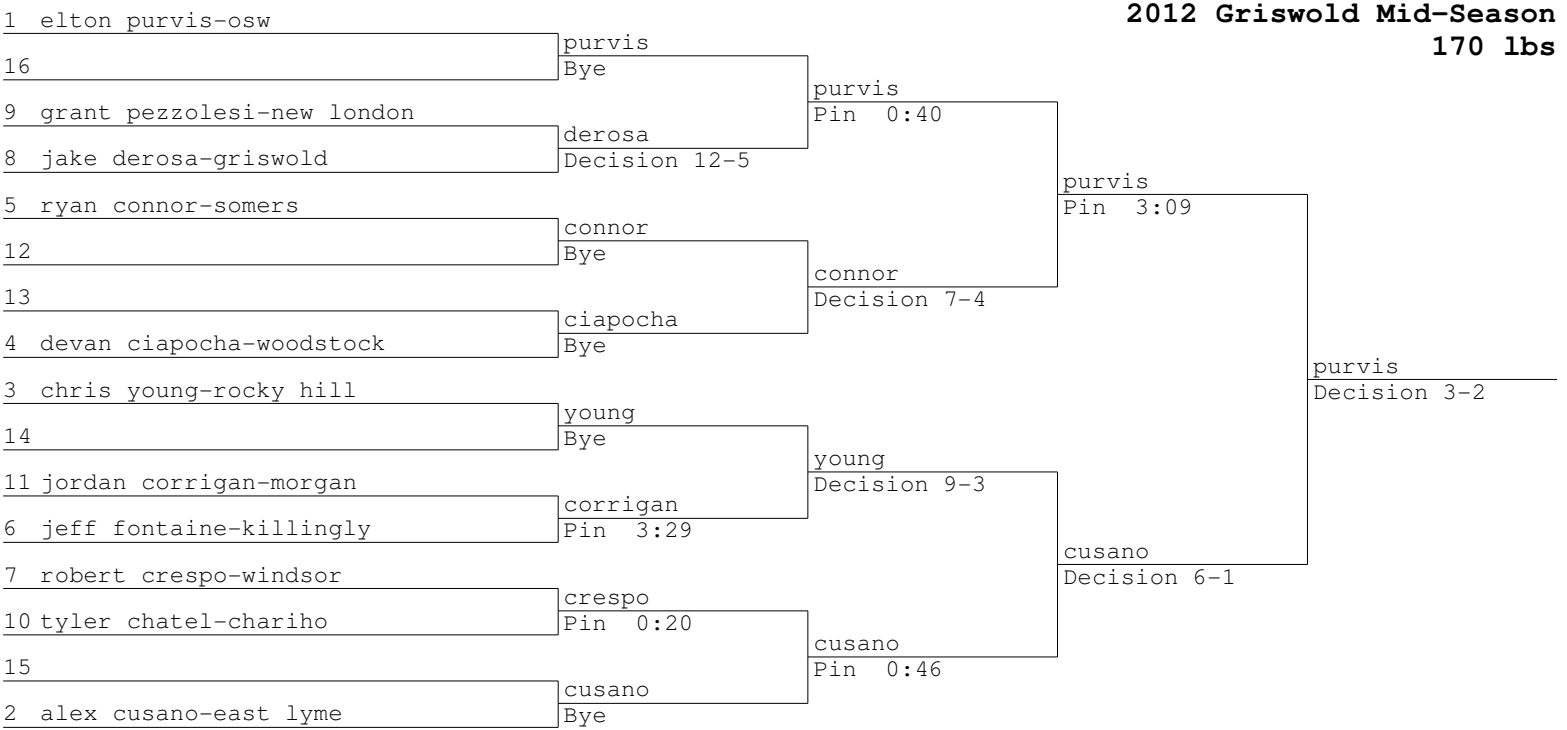 2012 Griswold Mid-Season
170 lbs
1 elton purvis-osw
16
9 grant pezzolesi-new london
8 jake derosa-griswold
5 ryan connor-somers
12
13
4 devan ciapocha-woodstock
3 chris young-rocky hill
14
11 jordan corrigan-morgan
6 jeff fontaine-killingly
7 robert crespo-windsor
10 tyler chatel-chariho
15
2 alex cusano-east lyme
purvis
Bye
derosa
Decision 12-5
connor
Bye
ciapocha
Bye
young
Bye
corrigan
Pin 3:29
crespo
Pin 0:20
cusano
Bye
purvis
Pin 0:40
connor
Decision 7-4
young
Decision 9-3
cusano
Pin 0:46
purvis
Pin 3:09
cusano
Decision 6-1
purvis
Decision 3-2